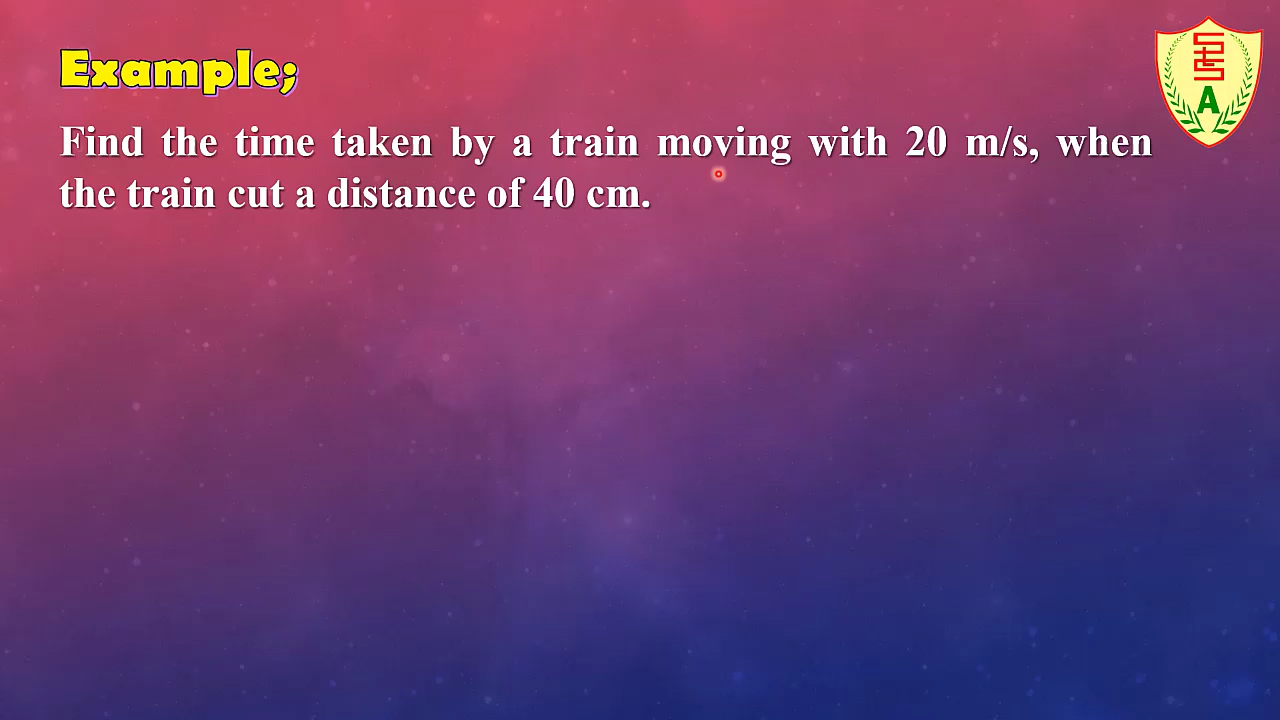 Example;
Find the time taken by a train moving with 20 m/s, when
the train cut a distance of 40 cm.
A